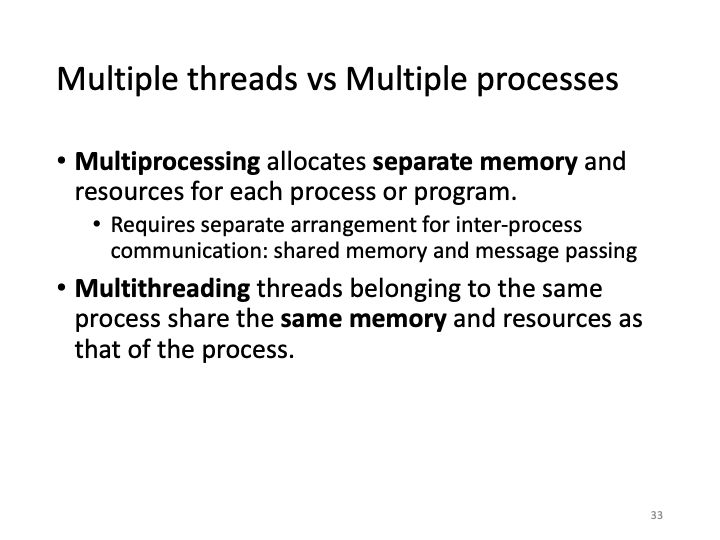 Multiple threads vs Multiple processes
• Multiprocessing allocates separate memory and
resources for each process or program.
• Requires separate arrangement for inter-process
communication: shared memory and message passing
• Multithreading threads belonging to the same
process share the same memory and resources as
that of the process.
33